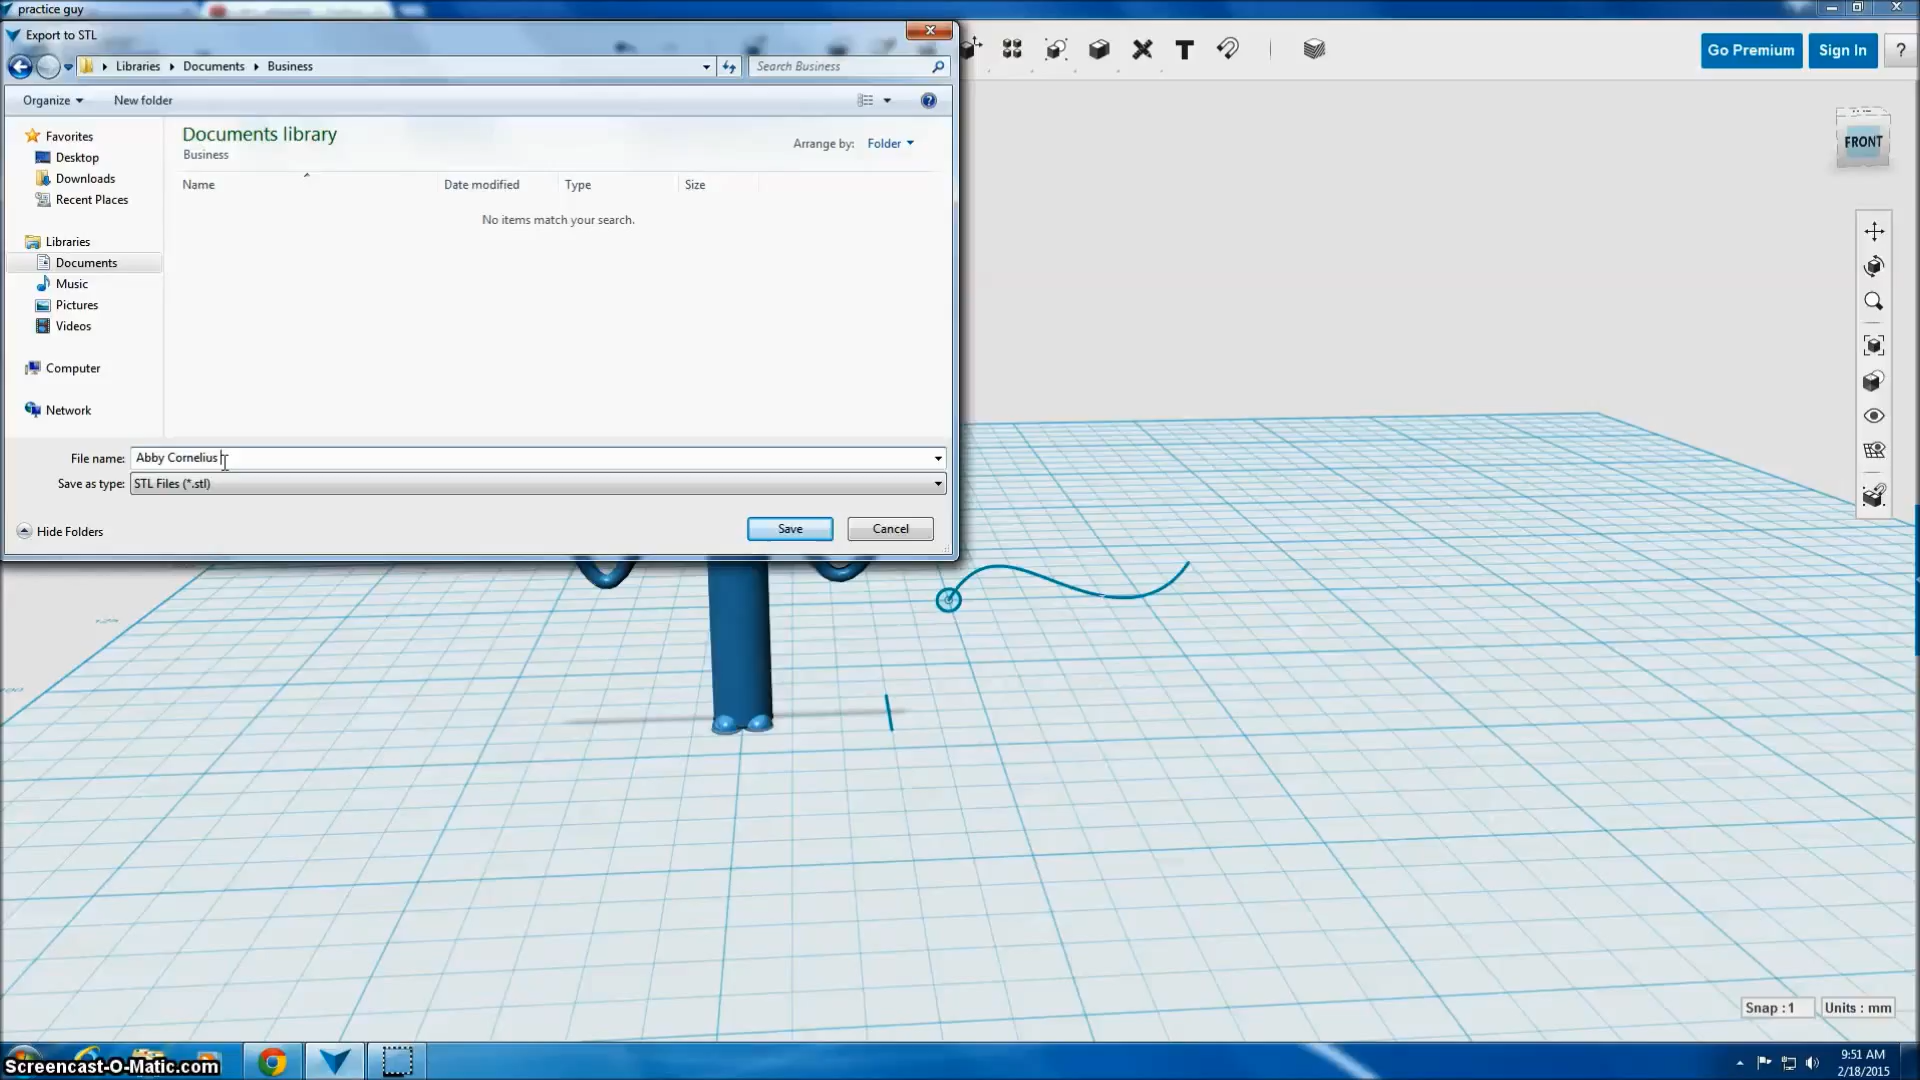 practice guy
Export to STL
Libraries Documents Business
Search Business
Go Premium
Sign In
?
Organize
New folder
Favorites
Desktop
Downloads
Recent Places
Libraries
Documents
Music
Pictures
Videos
Computer
Network
Documents library
Business
Arrange by: Folder
Name Date modified Type Size
No items match your search.
FRONT
File name: Abby Cornelius
Save as type: STL Files (*.stl)
Hide Folders
Save
Cancel
Snap : 1
Units : mm
Screencast-O-Matic.com
9:51 AM
2/18/2015